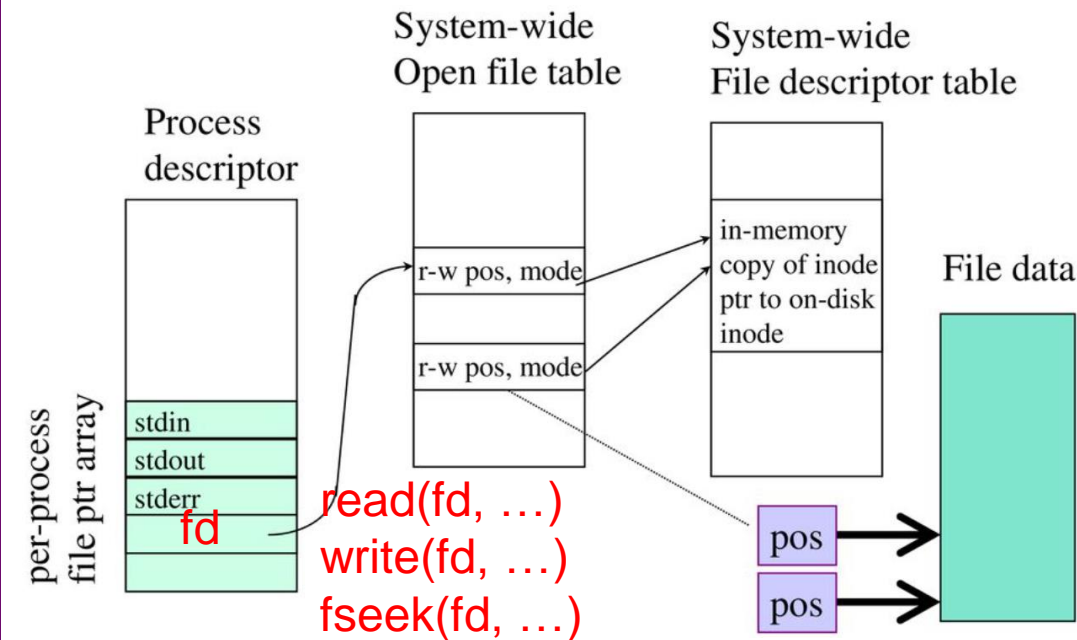 System-wide
Open file table
System-wide
File descriptor table
Process
descriptor
r-w pos, mode
r-w pos, mode
in-memory
copy of inode
ptr to on-disk
inode
File data
per-process
file ptr array
stdin
stdout
stderr
fd
read(fd, …)
write(fd, …)
fseek(fd, …)
pos
pos